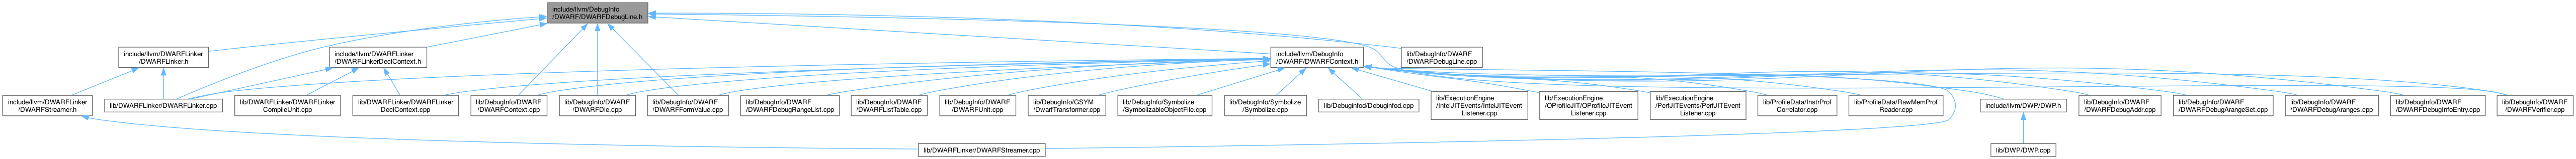 include/llvm/DebugInfo
/DWARF/DWARFDebugLine.h
include/llvm/DWARFLinker
/DWARFLinker.h
include/llvm/DWARFLinker
/DWARFLinkerDeclContext.h
include/llvm/DebugInfo
/DWARF/DWARFContext.h
lib/DebugInfo/DWARF
/DWARFDebugLine.cpp
include/llvm/DWARFLinker
/DWARFStreamer.h
lib/DWARFLinker/DWARFLinker.cpp
lib/DWARFLinker/DWARFLinker
CompileUnit.cpp
lib/DWARFLinker/DWARFLinker
DeclContext.cpp
lib/DebugInfo/DWARF
/DWARFContext.cpp
lib/DebugInfo/DWARF
/DWARFDie.cpp
lib/DebugInfo/DWARF
/DWARFFormValue.cpp
lib/DebugInfo/DWARF
/DWARFDebugRangeList.cpp
lib/DebugInfo/DWARF
/DWARFListTable.cpp
lib/DebugInfo/DWARF
/DWARFUnit.cpp
lib/DebugInfo/GSYM
/DwarfTransformer.cpp
lib/DebugInfo/Symbolize
/SymbolizableObjectFile.cpp
lib/DebugInfo/Symbolize
/Symbolize.cpp
lib/Debuginfod/Debuginfod.cpp
lib/ExecutionEngine
/IntelJITEvents/IntelJITEvent
Listener.cpp
lib/ExecutionEngine
/OProfileJIT/OProfileJITEvent
Listener.cpp
lib/ExecutionEngine
/PerfJITEvents/PerfJITEvent
Listener.cpp
lib/ProfileData/InstrProf
Correlator.cpp
lib/ProfileData/RawMemProf
Reader.cpp
include/llvm/DWP/DWP.h
lib/DebugInfo/DWARF
/DWARFDebugAddr.cpp
lib/DebugInfo/DWARF
/DWARFDebugArangeSet.cpp
lib/DebugInfo/DWARF
/DWARFDebugAranges.cpp
lib/DebugInfo/DWARF
/DWARFDebugInfoEntry.cpp
lib/DebugInfo/DWARF
/DWARFVerifier.cpp
lib/DWARFLinker/DWARFStreamer.cpp
lib/DWP/DWP.cpp